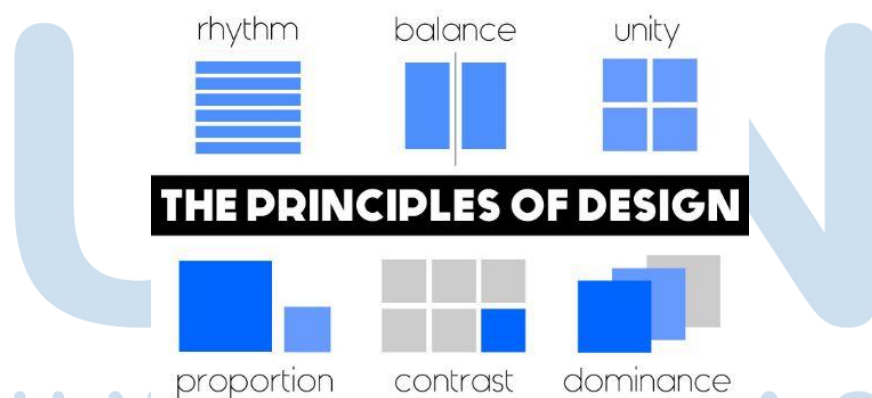 rhythm balance unity
THE PRINCIPLES OF DESIGN
proportion contrast dominance